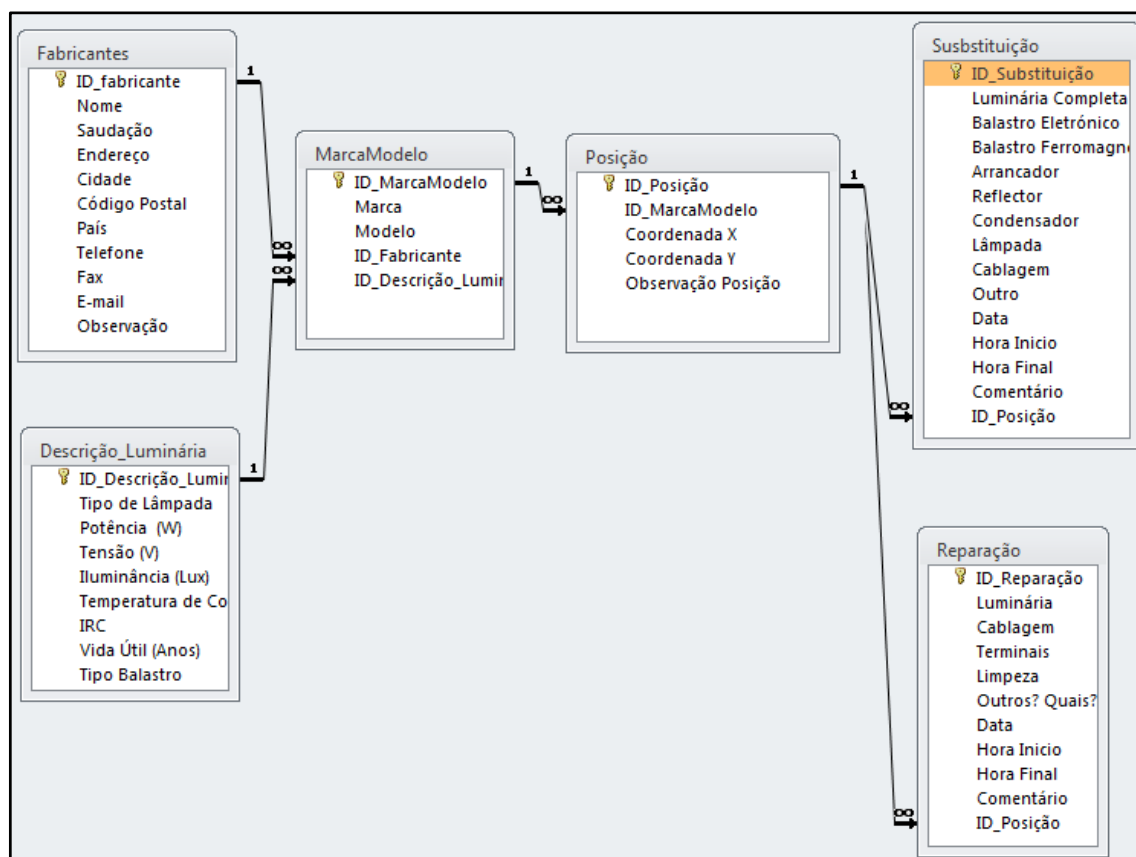 Fabricantes
ID_fabricante
Nome
Saudação
Endereço
Cidade
Código Postal
País
Telefone
Fax
E-mail
Observação
1
∞
∞
MarcaModelo
ID_MarcaModelo
Marca
Modelo
ID_Fabricante
ID_Descrição_Lumir
1
∞
Posição
ID_Posição
ID_MarcaModelo
Coordenada X
Coordenada Y
Observação Posição
1
∞
∞
Susbstituição
ID_Substituição
Luminária Completa
Balastro Eletrónico
Balastro Ferromagne
Arrancador
Reflector
Condensador
Lâmpada
Cablagem
Outro
Data
Hora Inicio
Hora Final
Comentário
ID_Posição
Descrição_Luminária
ID_Descrição_Lumir
Tipo de Lâmpada
Potência (W)
Tensão (V)
Iluminância (Lux)
Temperatura de Co
IRC
Vida Útil (Anos)
Tipo Balastro
1
Reparação
ID_Reparação
Luminária
Cablagem
Terminais
Limpeza
Outros? Quais?
Data
Hora Inicio
Hora Final
Comentário
ID_Posição